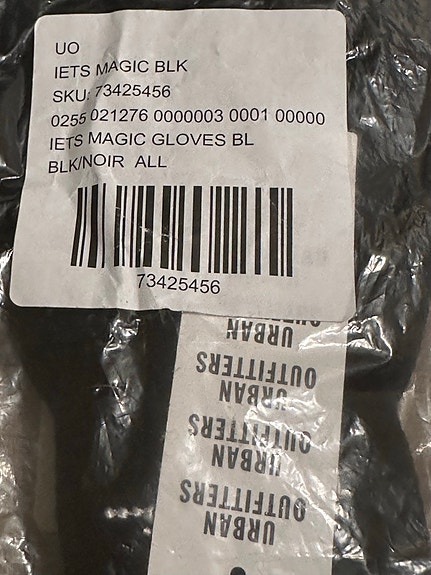 UO
IETS MAGIC BLK
SKU: 73425456
0255 021276 0000003 0001 00000
IETS MAGIC GLOVES BL
BLK/NOIR ALL
73425456
URBAN
OUTFITTERS
URBAN
OUTFITTERS
URBAN
OUTFITTERS
URBAN